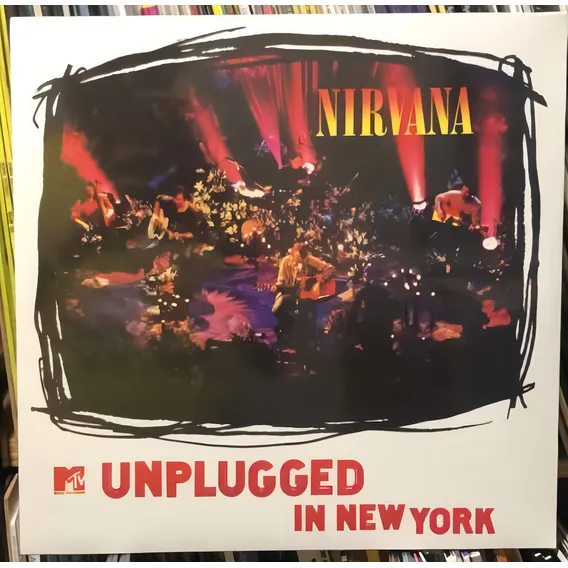 NIRVANA
MTV UNPLUGGED
IN NEW YORK